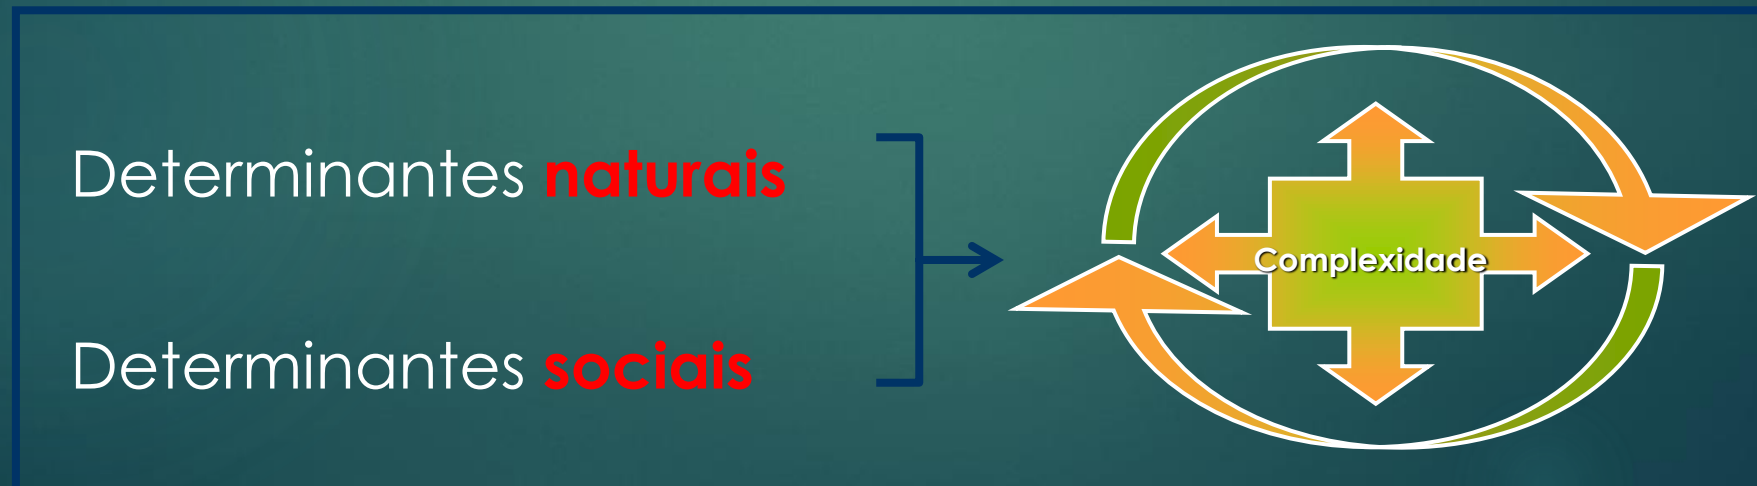 Determinantes naturais
Determinantes sociais
Complexidade